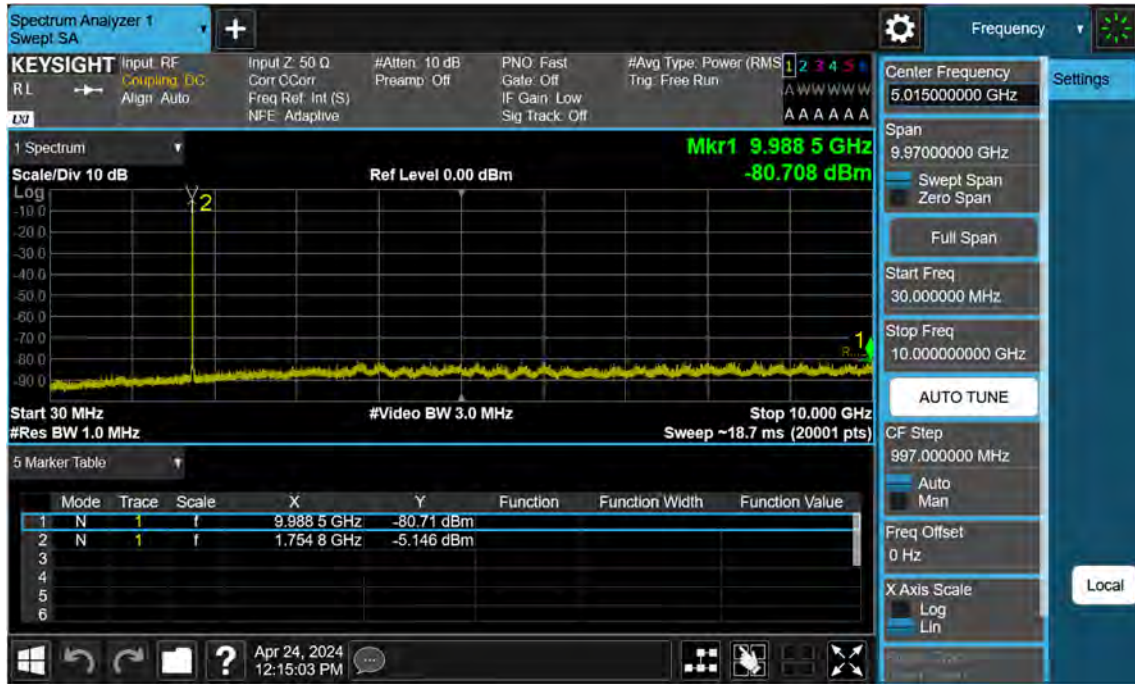 Spectrum Analyzer 1
Swept SA
Frequency
KEYSIGHT
RL
LXI
Input: RF
Coupling: DC
Align: Auto
Input Z: 50 Ω
Corr CCorr
Freq Ref: Int (S)
NFE: Adaptive
#Atten: 10 dB
Preamp: Off
PNO: Fast
Gate: Off
IF Gain: Low
Sig Track: Off
#Avg Type: Power (RMS
Trig: Free Run
1 2 3 4 5 6
A W W W W W
A A A A A A
1 Spectrum
Scale/Div 10 dB
Ref Level 0.00 dBm
Mkr1 9.988 5 GHz
-80.708 dBm
Log
-10.0
-20.0
-30.0
-40.0
-50.0
-60.0
-70.0
-80.0
-90.0
2
1
Start 30 MHz
#Video BW 3.0 MHz
Stop 10.000 GHz
#Res BW 1.0 MHz
Sweep ~18.7 ms (20001 pts)
5 Marker Table
Mode Trace Scale X Y Function Function Width Function Value
1 N 1 f 9.988 5 GHz -80.71 dBm
2 N 1 f 1.754 8 GHz -5.146 dBm
3
4
5
6
Apr 24, 2024
12:15:03 PM
Center Frequency
5.015000000 GHz
Span
9.97000000 GHz
Swept Span
Zero Span
Full Span
Start Freq
30.000000 MHz
Stop Freq
10.000000000 GHz
AUTO TUNE
CF Step
997.000000 MHz
Auto
Man
Freq Offset
0 Hz
X Axis Scale
Log
Lin
Settings
Local